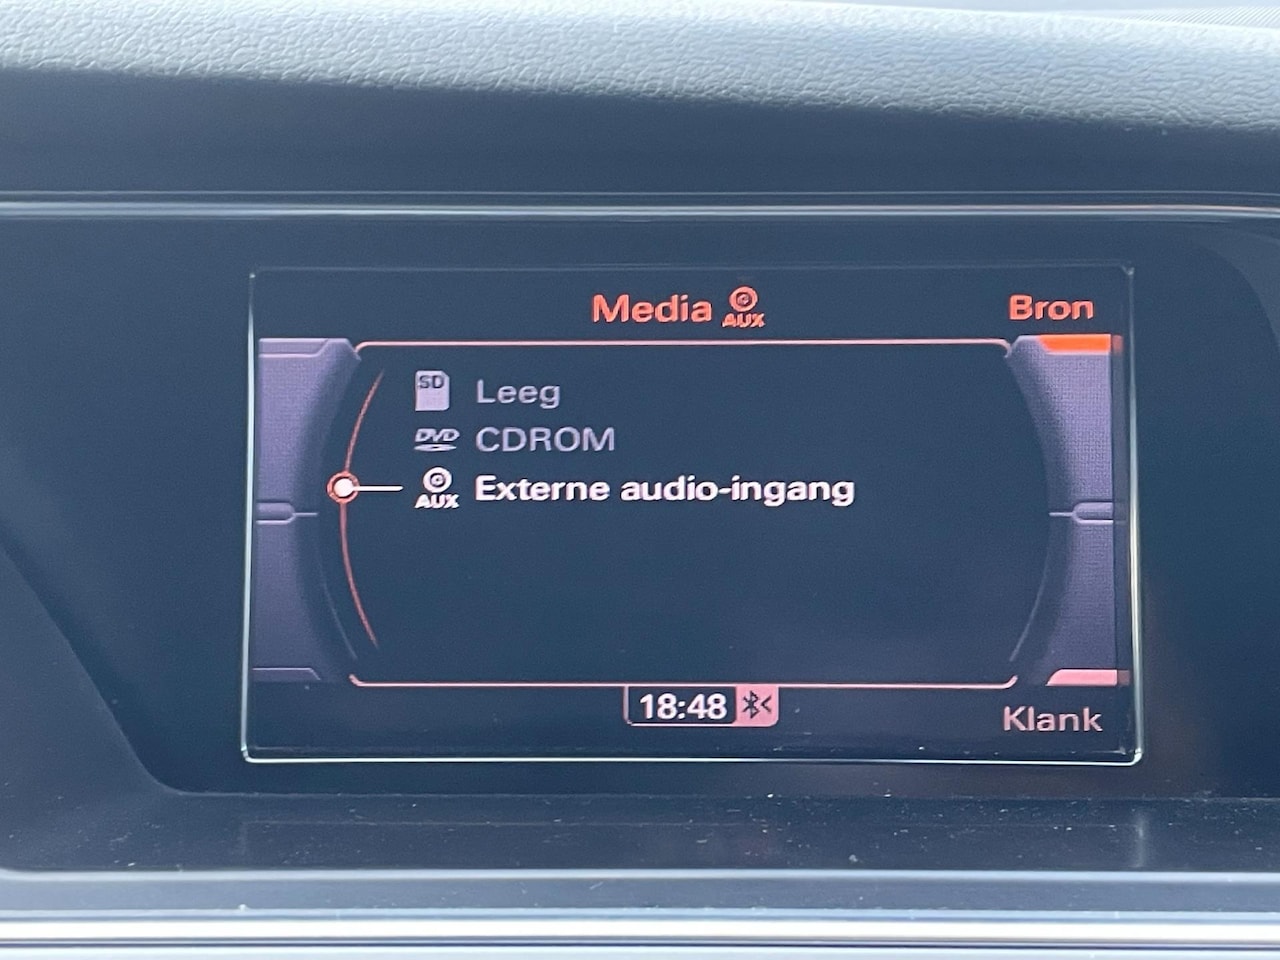 Media AUX Bron
SD Leeg
DVD CDROM
AUX Externe audio-ingang
18:48
Klank